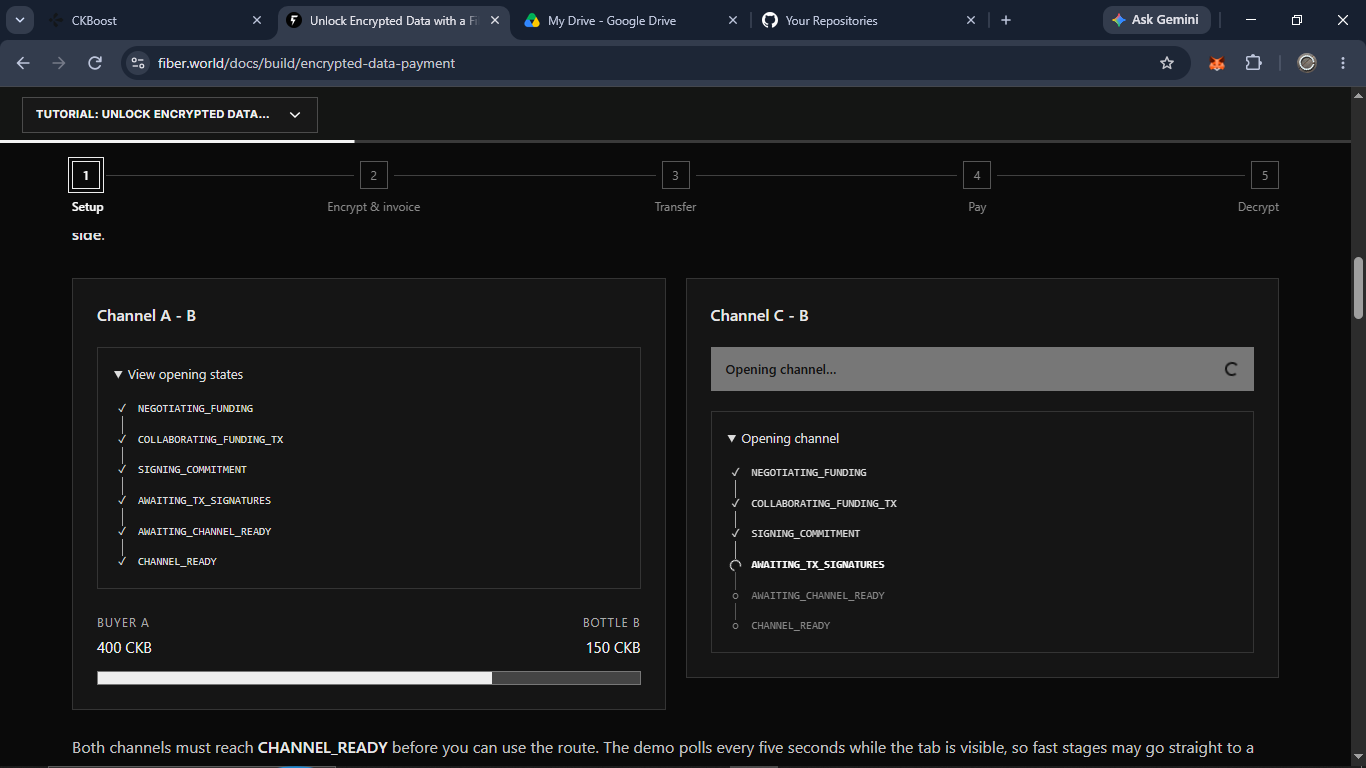 CKBoost
Unlock Encrypted Data with a Fi
My Drive - Google Drive
Your Repositories
Ask Gemini
fiber.world/docs/build/encrypted-data-payment
TUTORIAL: UNLOCK ENCRYPTED DATA...
1
2
3
4
5
Setup
Encrypt & invoice
Transfer
Pay
Decrypt
side.
Channel A - B
View opening states
✓ NEGOTIATING_FUNDING
✓ COLLABORATING_FUNDING_TX
✓ SIGNING_COMMITMENT
✓ AWAITING_TX_SIGNATURES
✓ AWAITING_CHANNEL_READY
✓ CHANNEL_READY
BUYER A
BOTTLE B
400 CKB
150 CKB
Channel C - B
Opening channel...
Opening channel
✓ NEGOTIATING_FUNDING
✓ COLLABORATING_FUNDING_TX
✓ SIGNING_COMMITMENT
AWAITING_TX_SIGNATURES
AWAITING_CHANNEL_READY
CHANNEL_READY
Both channels must reach CHANNEL_READY before you can use the route. The demo polls every five seconds while the tab is visible, so fast stages may go straight to a